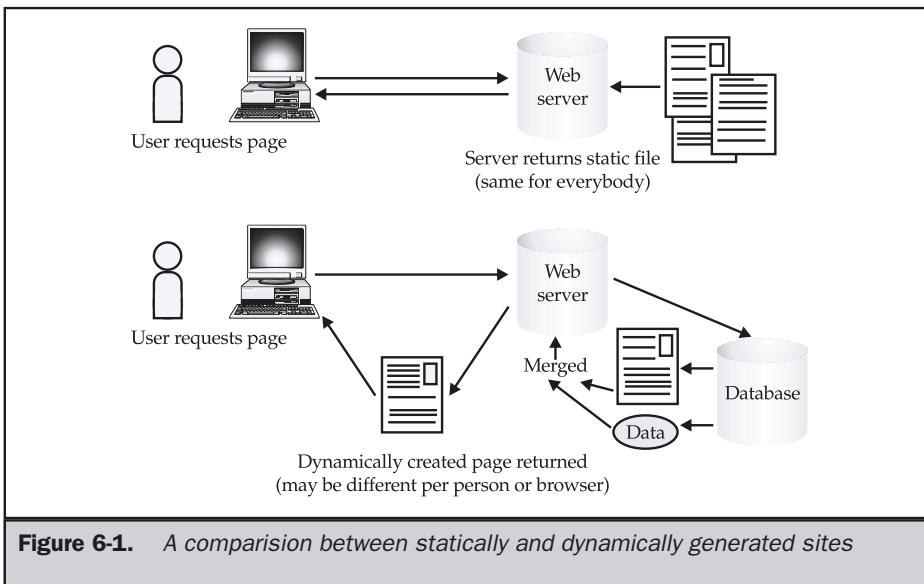 Web
server
User requests page
Server returns static file
(same for everybody)
Web
server
User requests page
Merged
Database
Data
Dynamically created page returned
(may be different per person or browser)
Figure 6-1. A comparision between statically and dynamically generated sites